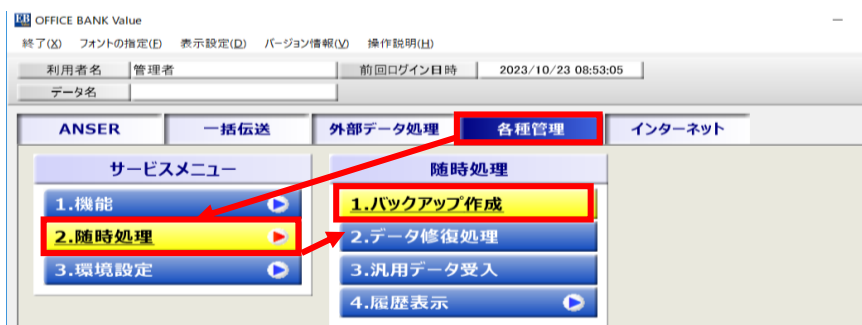 EB OFFICE BANK Value
終了(X) フォントの指定(F) 表示設定(D) バージョン情報(V) 操作説明(H)
利用者名 管理者 前回ログイン日時 2023/10/23 08:53:05
データ名
ANSER 一括伝送 外部データ処理 各種管理 インターネット
サービスメニュー
1.機能
2.随時処理
3.環境設定
随時処理
1.バックアップ作成
2.データ修復処理
3.汎用データ受入
4.履歴表示